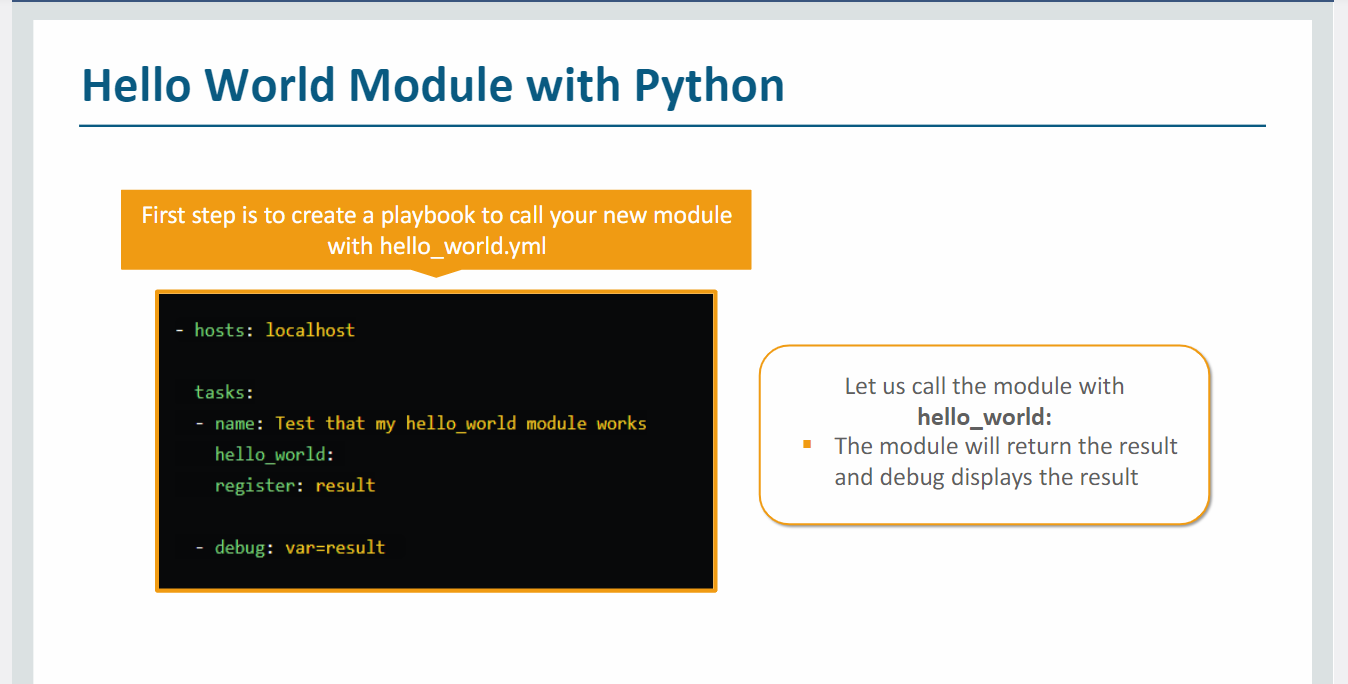 Hello World Module with Python
First step is to create a playbook to call your new module
with hello_world.yml
- hosts: localhost
tasks:
- name: Test that my hello_world module works
hello_world:
register: result
- debug: var=result
Let us call the module with
hello_world:
▪ The module will return the result
and debug displays the result